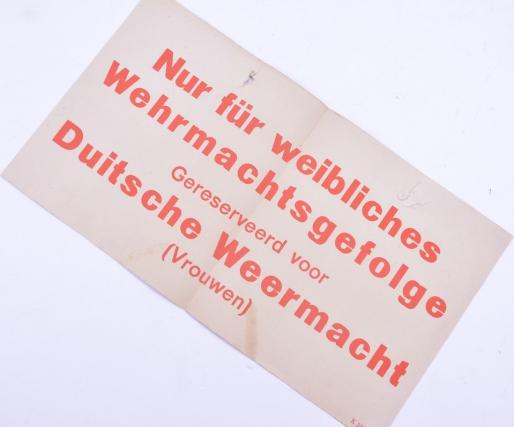 Nur für weibliches
Wehrmachtsgefolge
Gereserveerd voor
Duitsche Weermacht
(Vrouwen)